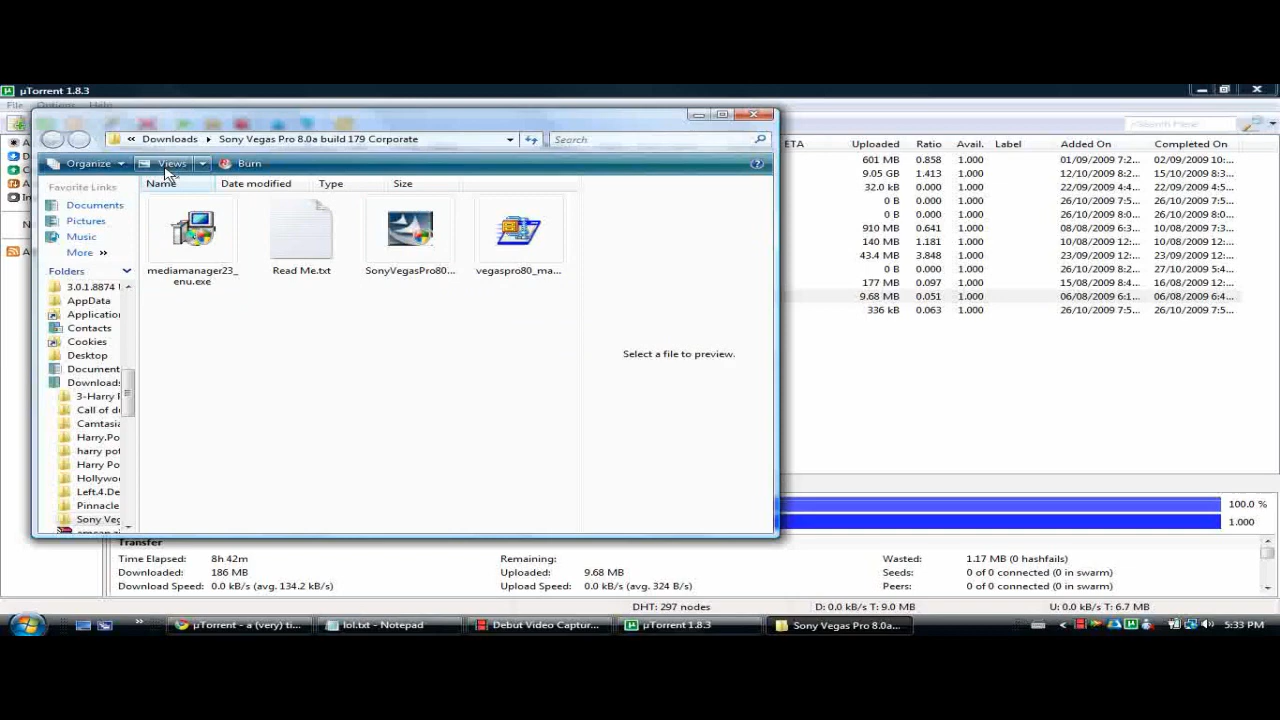 µTorrent 1.8.3
File Options Help
« Downloads ▸ Sony Vegas Pro 8.0a build 179 Corporate
Search
Search Here
Organize Views Burn
Favorite Links
Documents
Pictures
Music
More »
Folders
3.0.1.8874
AppData
Application
Contacts
Cookies
Desktop
Document
Downloads
3-Harry
Call of du
Camtasia
Harry.Po
harry pot
Harry Po
Hollywo
Left.4.De
Pinnacle
Sony Veg
Name Date modified Type Size
mediamanager23_
enu.exe
Read Me.txt
SonyVegasPro80...
vegaspro80_ma...
Select a file to preview.
ETA Uploaded Ratio Avail. Label Added On Completed On
601 MB 0.858 1.000 01/09/2009 7:2... 02/09/2009 10:...
9.05 GB 1.413 1.000 12/10/2009 8:2... 13/10/2009 8:2...
32.0 kB 0.000 1.000 22/09/2009 4:4... 22/09/2009 4:4...
0 B 0.000 1.000 26/10/2009 7:5... 26/10/2009 7:5...
0 B 0.000 1.000 26/10/2009 8:0... 26/10/2009 8:0...
910 MB 0.641 1.000 08/08/2009 6:3... 09/08/2009 1:1...
140 MB 1.181 1.000 10/08/2009 12:... 10/08/2009 12:...
43.4 MB 3.848 1.000 23/09/2009 12:... 23/09/2009 12:...
0 B 0.000 1.000 26/10/2009 8:2... 27/10/2009 5:4...
177 MB 0.097 1.000 15/08/2009 8:4... 16/08/2009 12:...
9.68 MB 0.051 1.000 06/08/2009 6:1... 06/08/2009 6:4...
336 kB 0.063 1.000 26/10/2009 7:5... 26/10/2009 7:5...
100.0 %
1.000
Transfer
Time Elapsed: 8h 42m Remaining: Wasted: 1.17 MB (0 hashfails)
Downloaded: 186 MB Uploaded: 9.68 MB Seeds: 0 of 0 connected (0 in swarm)
Download Speed: 0.0 kB/s (avg. 134.2 kB/s) Upload Speed: 0.0 kB/s (avg. 324 B/s) Peers: 0 of 0 connected (0 in swarm)
DHT: 297 nodes D: 0.0 kB/s T: 9.0 MB U: 0.0 kB/s T: 6.7 MB
µTorrent - a (very) ti... lol.txt - Notepad Debut Video Captur... µTorrent 1.8.3 Sony Vegas Pro 8.0a... 5:33 PM